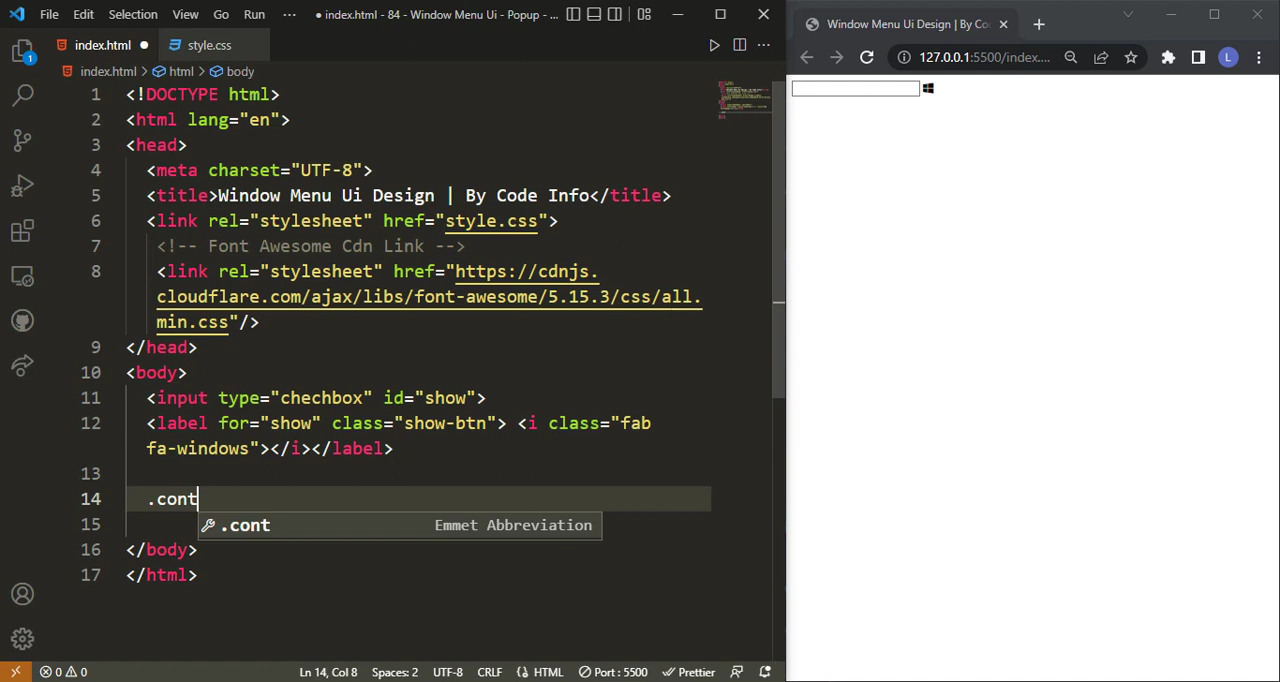 File Edit Selection View Go Run ··· ● index.html - 84 - Window Menu Ui - Popup - ...
Window Menu Ui Design | By Co
index.html ● style.css
127.0.0.1:5500/index.... L
index.html > html > body
1 <!DOCTYPE html>
2 <html lang="en">
3 <head>
4 <meta charset="UTF-8">
5 <title>Window Menu Ui Design | By Code Info</title>
6 <link rel="stylesheet" href="style.css">
7 <!-- Font Awesome Cdn Link -->
8 <link rel="stylesheet" href="https://cdnjs.
cloudflare.com/ajax/libs/font-awesome/5.15.3/css/all.
min.css"/>
9 </head>
10 <body>
11 <input type="chechbox" id="show">
12 <label for="show" class="show-btn"> <i class="fab
fa-windows"></i></label>
13
14 .cont
15 .cont Emmet Abbreviation
16 </body>
17 </html>
1
0 0 Ln 14, Col 8 Spaces: 2 UTF-8 CRLF HTML Port : 5500 Prettier